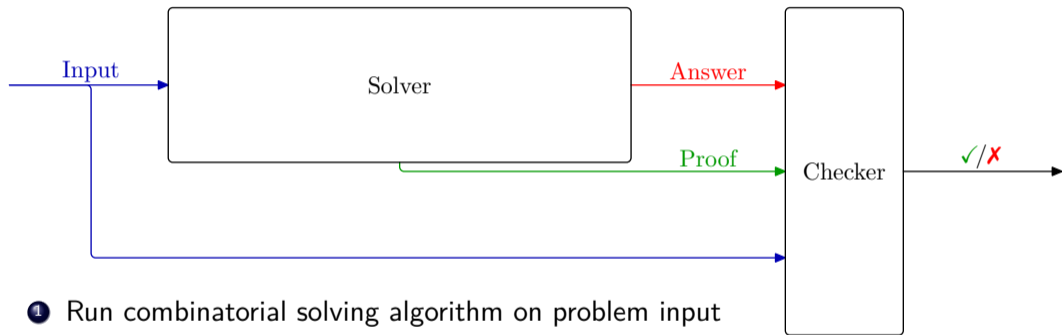 Input
Solver
Answer
Proof
Checker
✓/✗
1 Run combinatorial solving algorithm on problem input